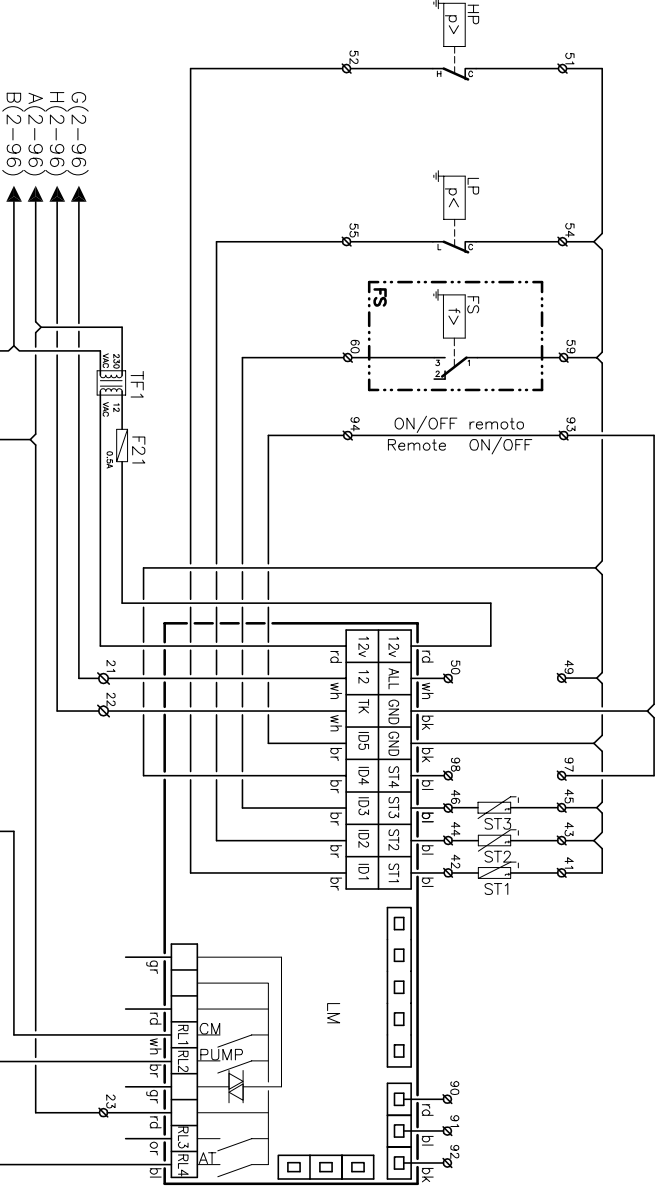 HP
p>
52
51
H
C
G(2-96)
H(2-96)
A(2-96)
B(2-96)
LP
p<
55
54
L
C
FS
FS
f>
60
59
3
2
1
TF1
230
VAC
12
VAC
F21
0.5A
94
ON/OFF remoto
Remote ON/OFF
93
21
22
50
49
98
97
46
45
ST3
44
43
ST2
42
41
ST1
rd
12v
12v
rd
wh
12
ALL
wh
wh
TK
GND
bk
br
ID5
GND
bk
br
ID4
ST4
bl
br
ID3
ST3
bl
br
ID2
ST2
bl
br
ID1
ST1
bl
LM
gr
rd
wh
RL1
CM
br
RL2
PUMP
gr
23
rd
or
RL3
bl
RL4
AT
90
rd
91
bl
92
bk